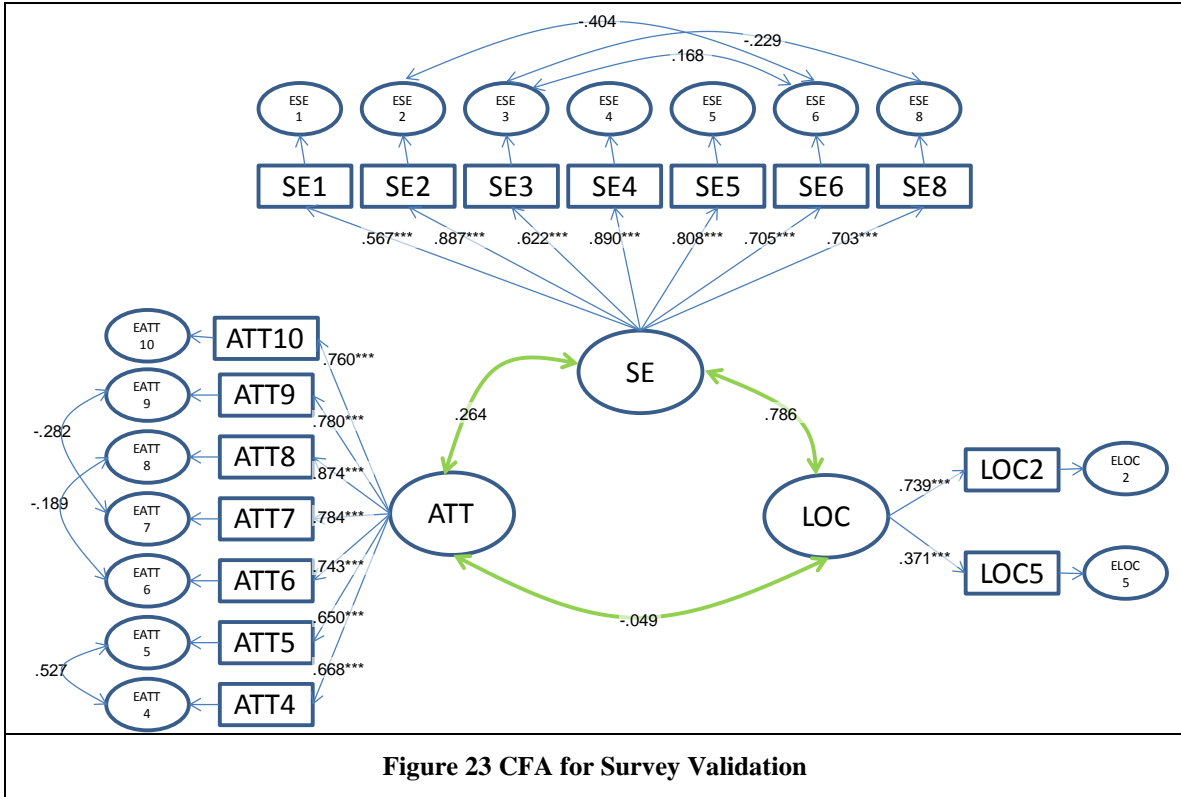 -.404
-.229
.168
ESE
1
ESE
2
ESE
3
ESE
4
ESE
5
ESE
6
ESE
8
SE1
SE2
SE3
SE4
SE5
SE6
SE8
.567***
.887***
.622***
.890***
.808***
.705***
.703***
SE
.264
.786
EATT
10
ATT10
.760***
EATT
9
ATT9
.780***
-.282
EATT
8
ATT8
.874***
-.189
EATT
7
ATT7
.784***
EATT
6
ATT6
.743***
EATT
5
ATT5
.650***
.527
EATT
4
ATT4
.668***
ATT
LOC
.739***
LOC2
ELOC
2
.371***
LOC5
ELOC
5
-.049
Figure 23 CFA for Survey Validation